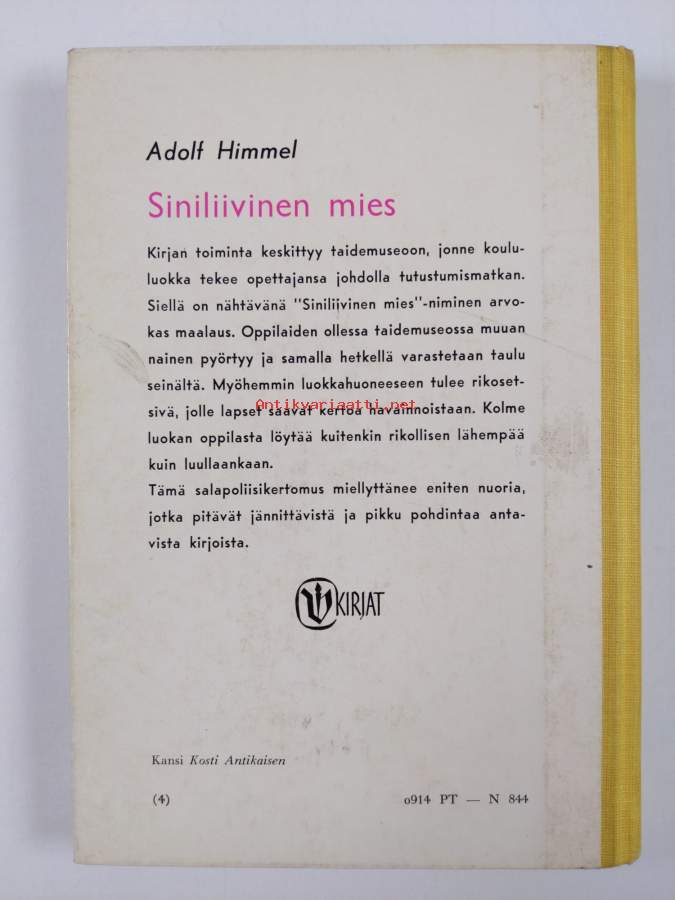 Adolf Himmel
Siniliivinen mies
Kirjan toiminta keskittyy taidemuseoon, jonne koulu-
luokka tekee opettajansa johdolla tutustumismatkan.
Siellä on nähtävänä "Siniliivinen mies"-niminen arvo-
kas maalaus. Oppilaiden ollessa taidemuseossa muuan
nainen pyörtyy ja samalla hetkellä varastetaan taulu
seinältä. Myöhemmin luokkahuoneeseen tulee rikoset-
sivä, jolle lapset saavat kertoa havainnoistaan. Kolme
Antikvariaatti.net
luokan oppilasta löytää kuitenkin rikollisen lähempää
kuin luullaankaan.
Tämä salapoliisikertomus miellyttänee eniten nuoria,
jotka pitävät jännittävistä ja pikku pohdintaa anta-
vista kirjoista.
KIRJAT
Kansi Kosti Antikaisen
(4) 0914 PT — N 844